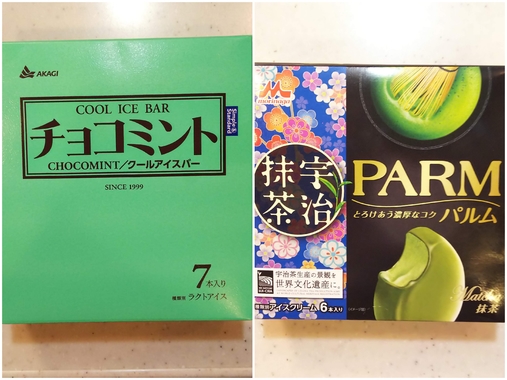 AKAGI
COOL ICE BAR
チョコミント
Simple &
Standard
CHOCOMINT/クールアイスバー
SINCE 1999
7本入り
種類別 ラクトアイス
morinaga
宇治
抹茶
PARM
とろけあう濃厚なコク パルム
宇治茶生産の景観を
世界文化遺産に。
種類別 アイスクリーム 6本入り
Matcha
抹茶